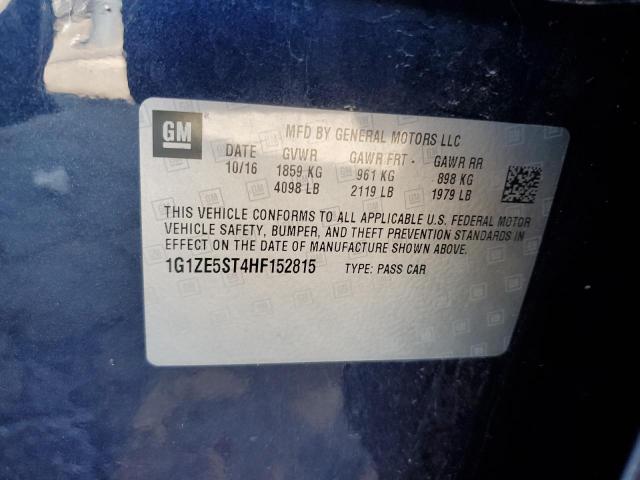 GM
MFD BY GENERAL MOTORS LLC
DATE GVWR GAWR FRT GAWR RR
10/16 1859 KG 961 KG 898 KG
4098 LB 2119 LB 1979 LB
THIS VEHICLE CONFORMS TO ALL APPLICABLE U.S. FEDERAL MOTOR
VEHICLE SAFETY, BUMPER, AND THEFT PREVENTION STANDARDS IN
EFFECT ON THE DATE OF MANUFACTURE SHOWN ABOVE.
1G1ZE5ST4HF152815 TYPE: PASS CAR